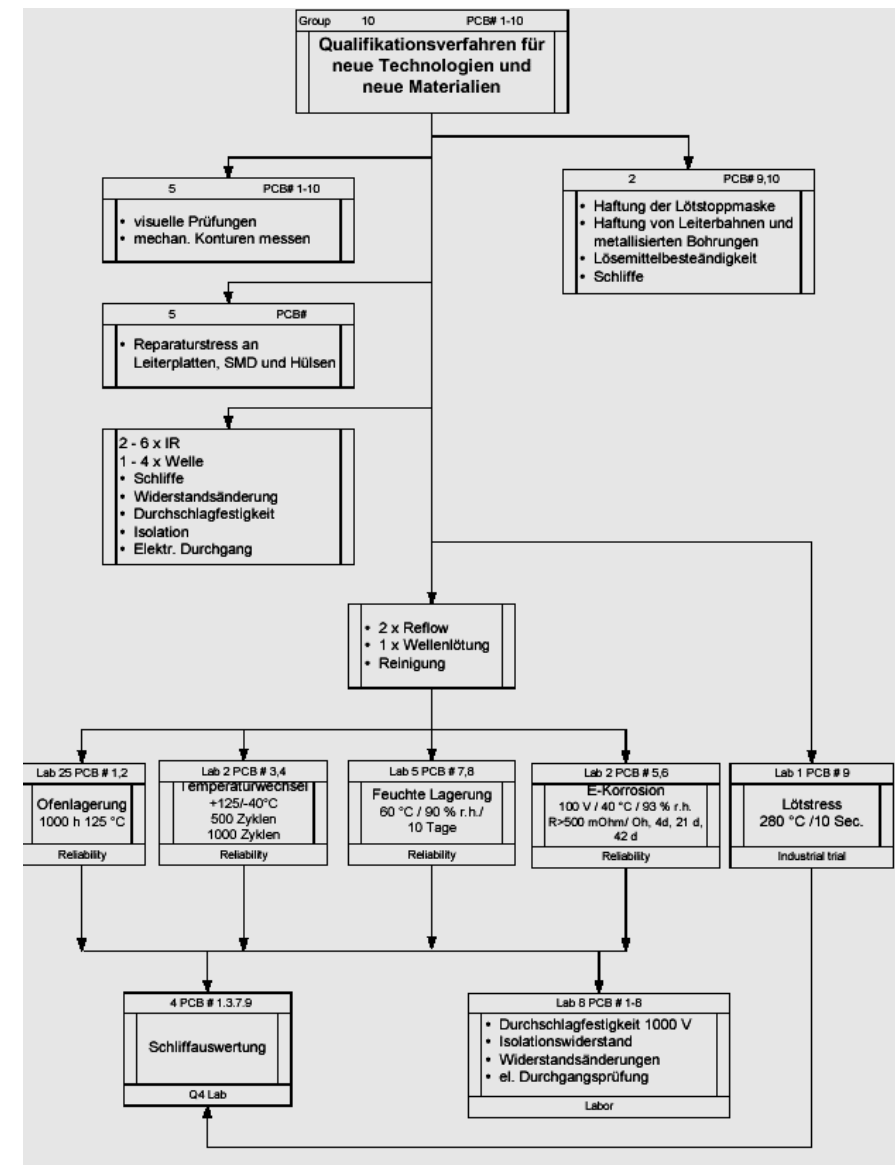 Group 10 PCB# 1-10
Qualifikationsverfahren für
neue Technologien und
neue Materialien
5 PCB# 1-10
• visuelle Prüfungen
• mechan. Konturen messen
2 PCB# 9,10
• Haftung der Lötstoppmaske
• Haftung von Leiterbahnen und
metallisierten Bohrungen
• Lösemittelbesteändigkeit
• Schliffe
5 PCB#
• Reparaturstress an
Leiterplatten, SMD und Hülsen
2 - 6 x IR
1 - 4 x Welle
• Schliffe
• Widerstandsänderung
• Durchschlagfestigkeit
• Isolation
• Elektr. Durchgang
• 2 x Reflow
• 1 x Wellenlötung
• Reinigung
Lab 25 PCB # 1,2
Ofenlagerung
1000 h 125 °C
Reliability
Lab 2 PCB # 3,4
Temperaturwechsel
+125/-40°C
500 Zyklen
1000 Zyklen
Reliability
Lab 5 PCB # 7,8
Feuchte Lagerung
60 °C / 90 % r.h./
10 Tage
Reliability
Lab 2 PCB # 5,6
E-Korrosion
100 V / 40 °C / 93 % r.h.
R>500 mOhm/ Oh, 4d, 21 d,
42 d
Reliability
Lab 1 PCB # 9
Lötstress
280 °C /10 Sec.
Industrial trial
4 PCB # 1.3.7.9
Schliffauswertung
Q4 Lab
Lab 8 PCB # 1-8
• Durchschlagfestigkeit 1000 V
• Isolationswiderstand
• Widerstandsänderungen
• el. Durchgangsprüfung
Labor